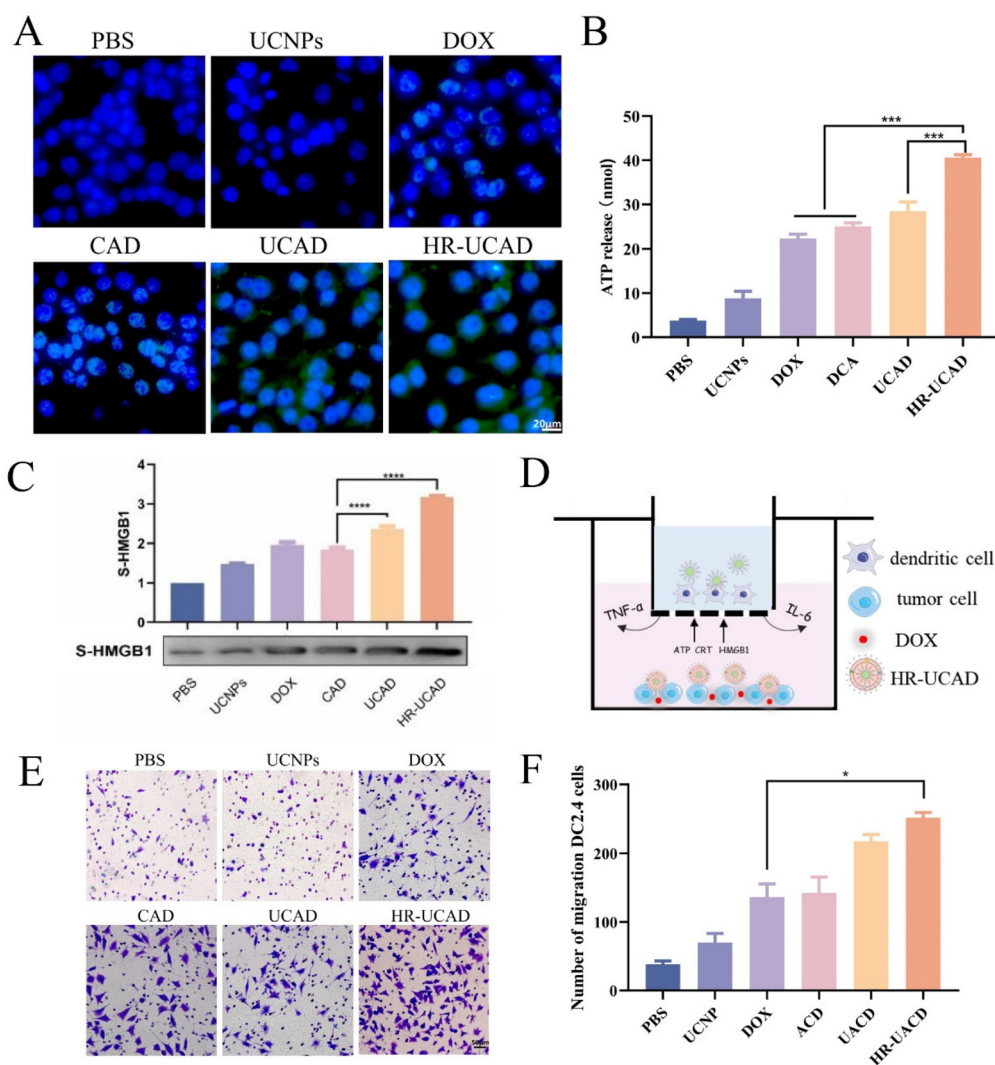 A
PBS
UCNPs
DOX
CAD
UCAD
HR-UCAD
20μm
B
ATP release (nmol)
50
40
30
20
10
0
***
***
PBS
UCNPs
DOX
DCA
UCAD
HR-UCAD
C
S-HMGB1
4
3
2
1
0
****
****
S-HMGB1
PBS
UCNPs
DOX
CAD
UCAD
HR-UCAD
D
TNF-α
IL-6
ATP CRT HMGB1
dendritic cell
tumor cell
DOX
HR-UCAD
E
PBS
UCNPs
DOX
CAD
UCAD
HR-UCAD
F
Number of migration DC2.4 cells
300
200
100
0
*
PBS
UCNP
DOX
ACD
UACD
HR-UACD